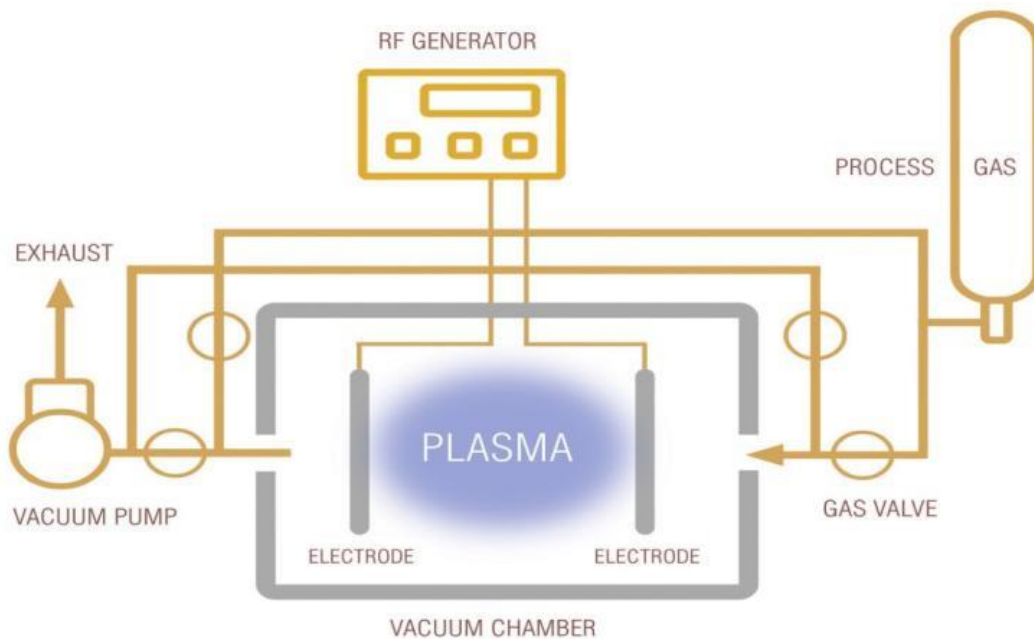 RF GENERATOR
PROCESS GAS
EXHAUST
PLASMA
VACUUM PUMP
GAS VALVE
ELECTRODE ELECTRODE
VACUUM CHAMBER